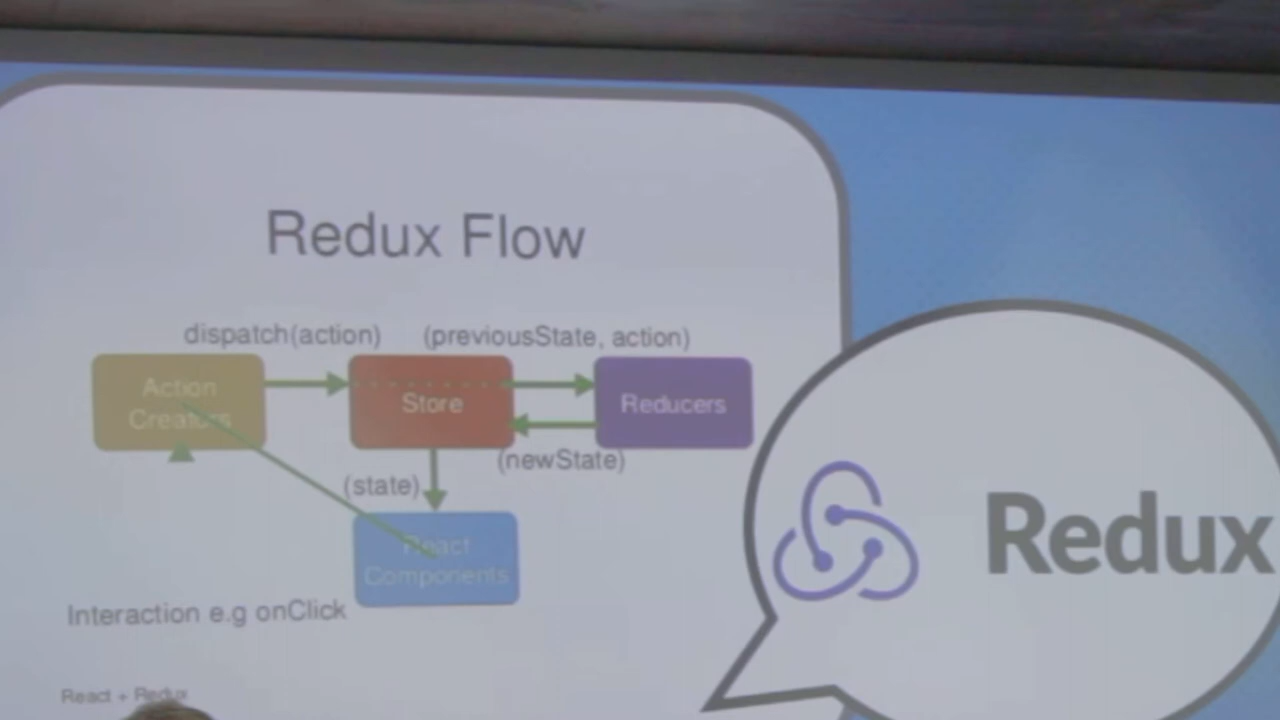 Redux Flow
dispatch(action)
(previousState, action)
Action
Creators
Store
Reducers
(newState)
(state)
React
Components
Interaction e.g onClick
React + Redux
Redux